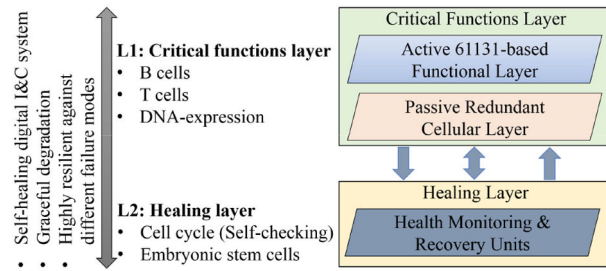 • Self-healing digital I&C system
• Graceful degradation
• Highly resilient against
different failure modes
L1: Critical functions layer
• B cells
• T cells
• DNA-expression
L2: Healing layer
• Cell cycle (Self-checking)
• Embryonic stem cells
Critical Functions Layer
Active 61131-based
Functional Layer
Passive Redundant
Cellular Layer
Healing Layer
Health Monitoring &
Recovery Units